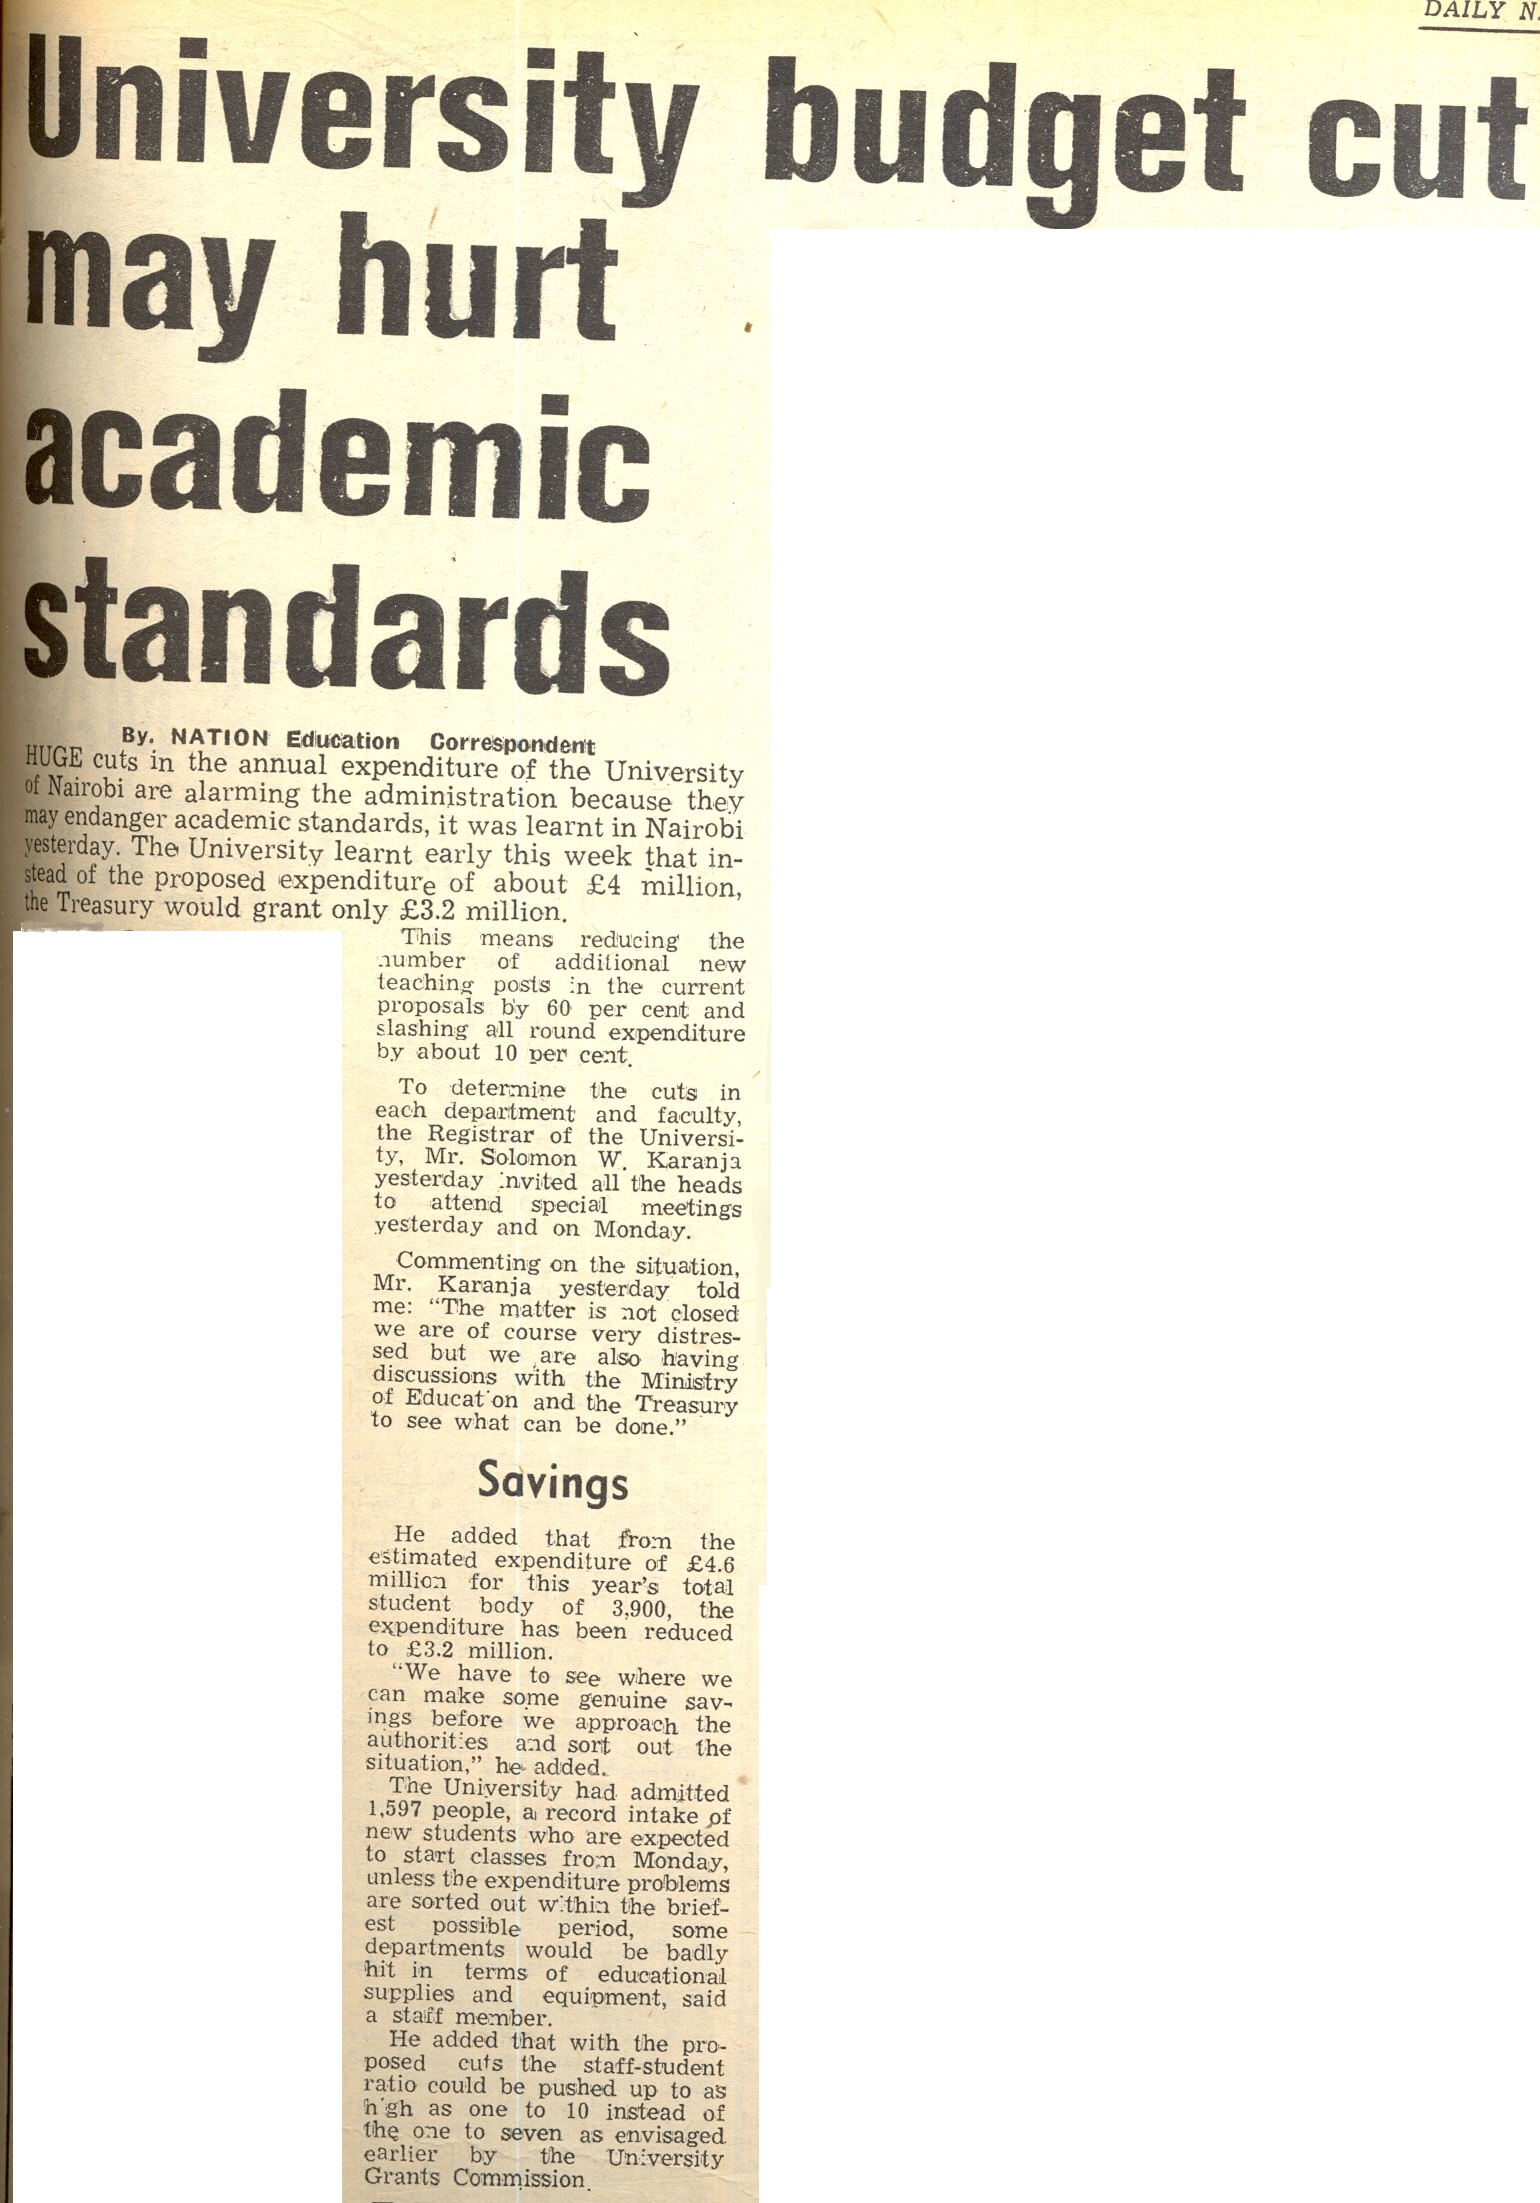 DAILY N
University budget cut
may hurt
academic
standards
By. NATION Education Correspondent
HUGE cuts in the annual expenditure of the University
of Nairobi are alarming the administration because they
may endanger academic standards, it was learnt in Nairobi
yesterday. The University learnt early this week that in-
stead of the proposed expenditure of about £4 million,
the Treasury would grant only £3.2 million.
This means reducing the
number of additional new
teaching posts in the current
proposals by 60 per cent and
slashing all round expenditure
by about 10 per cent.
To determine the cuts in
each department and faculty,
the Registrar of the Universi-
ty, Mr. Solomon W. Karanja
yesterday invited all the heads
to attend special meetings
yesterday and on Monday.
Commenting on the situation,
Mr. Karanja yesterday told
me: “The matter is not closed
we are of course very distres-
sed but we are also having
discussions with the Ministry
of Education and the Treasury
to see what can be done.”
Savings
He added that from the
estimated expenditure of £4.6
million for this year's total
student body of 3,900, the
expenditure has been reduced
to £3.2 million.
“We have to see where we
can make some genuine sav-
ings before we approach the
authorities and sort out the
situation,” he added.
The University had admitted
1,597 people, a record intake of
new students who are expected
to start classes from Monday,
unless the expenditure problems
are sorted out within the brief-
est possible period, some
departments would be badly
hit in terms of educational
supplies and equipment, said
a staff member.
He added that with the pro-
posed cuts the staff-student
ratio could be pushed up to as
high as one to 10 instead of
the one to seven as envisaged
earlier by the University
Grants Commission.